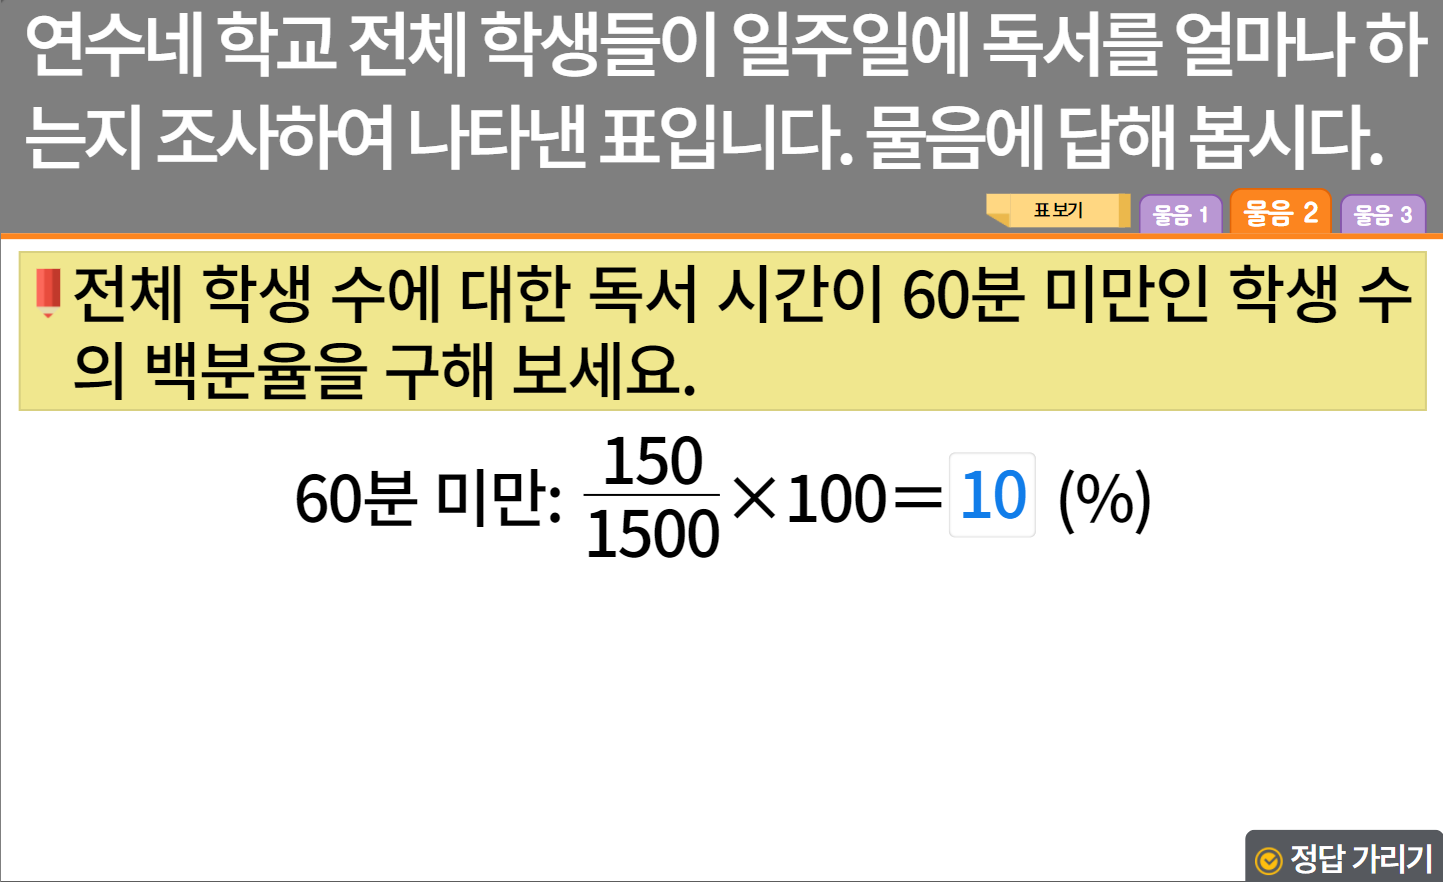 연수네 학교 전체 학생들이 일주일에 독서를 얼마나 하
는지 조사하여 나타낸 표입니다. 물음에 답해 봅시다.
표 보기 물음 1 물음 2 물음 3
전체 학생 수에 대한 독서 시간이 60분 미만인 학생 수
의 백분율을 구해 보세요.
60분 미만: 150/1500×100=10 (%)
정답 가리기